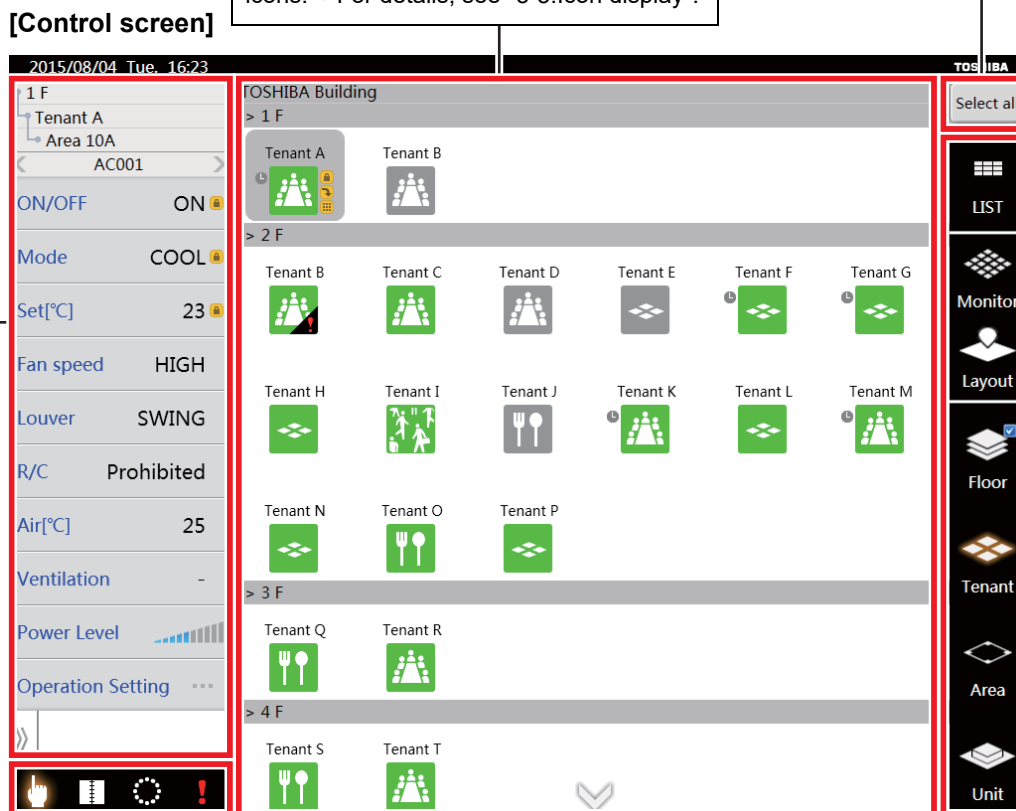 icons. For details, see "3-3.Icon display".
[Control screen]
2015/08/04 Tue. 16:23
TOSHIBA
1 F
Tenant A
Area 10A
AC001
ON/OFF ON
Mode COOL
Set[°C] 23
Fan speed HIGH
Louver SWING
R/C Prohibited
Air[°C] 25
Ventilation -
Power Level
Operation Setting ...
TOSHIBA Building
> 1 F
Tenant A Tenant B
> 2 F
Tenant B Tenant C Tenant D Tenant E Tenant F Tenant G
Tenant H Tenant I Tenant J Tenant K Tenant L Tenant M
Tenant N Tenant O Tenant P
> 3 F
Tenant Q Tenant R
> 4 F
Tenant S Tenant T
Select al
LIST
Monitor
Layout
Floor
Tenant
Area
Unit